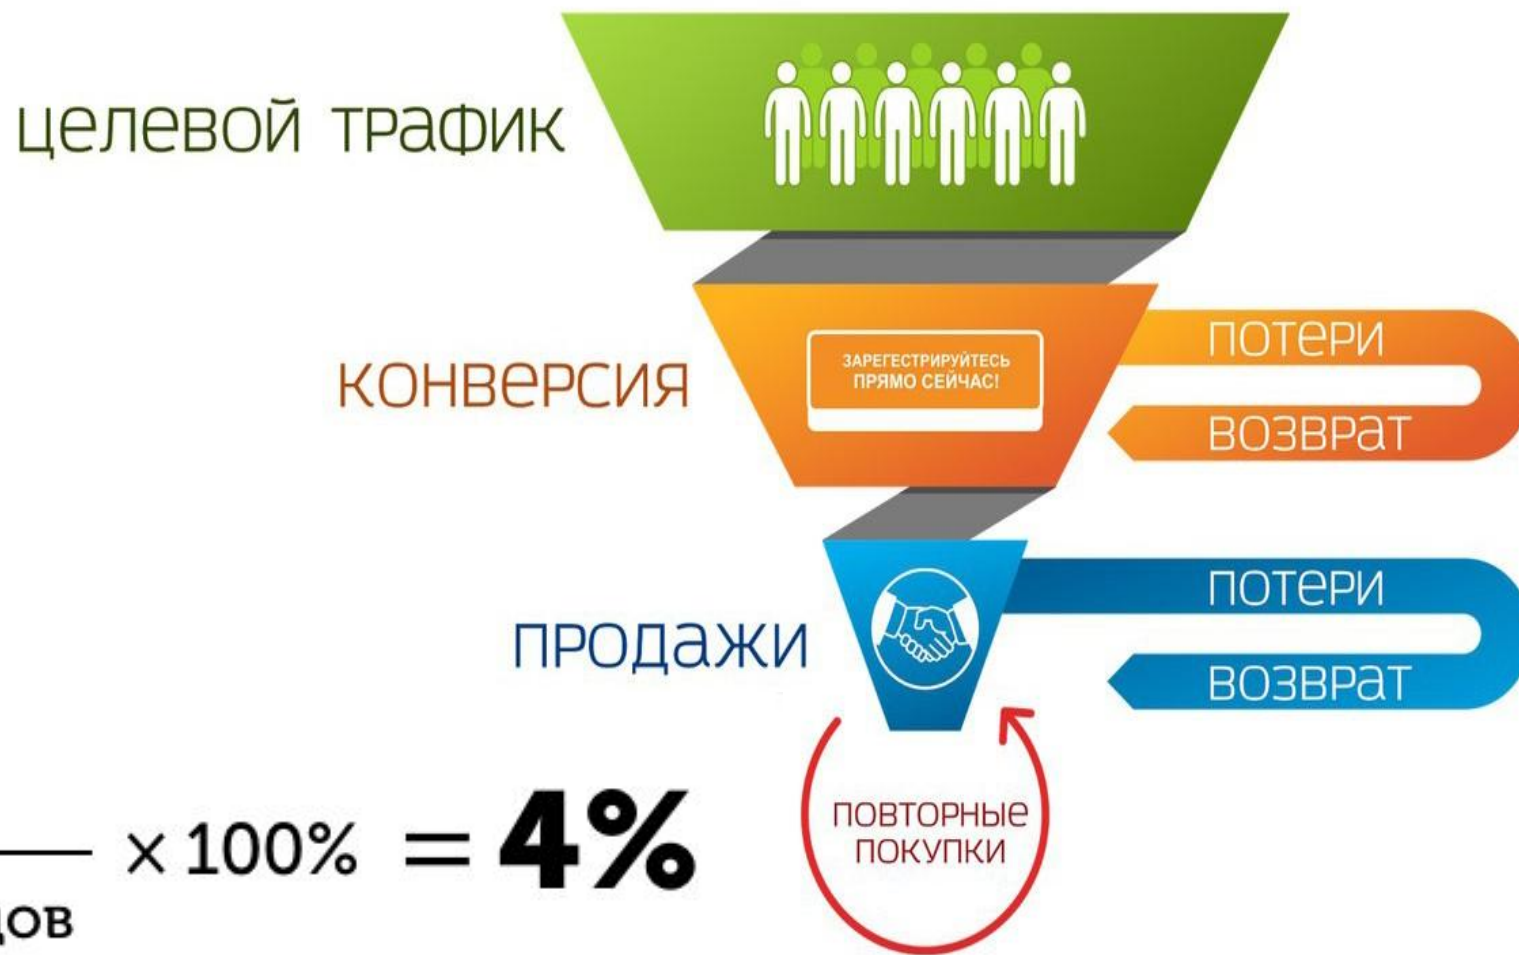 ЦЕЛЕВОЙ ТРАФИК
КОНВЕРСИЯ
ЗАРЕГЕСТРИРУЙТЕСЬ
ПРЯМО СЕЙЧАС!
ПОТЕРИ
ВОЗВРАТ
ПРОДАЖИ
ПОТЕРИ
ВОЗВРАТ
ПОВТОРНЫЕ
ПОКУПКИ
× 100% = 4%